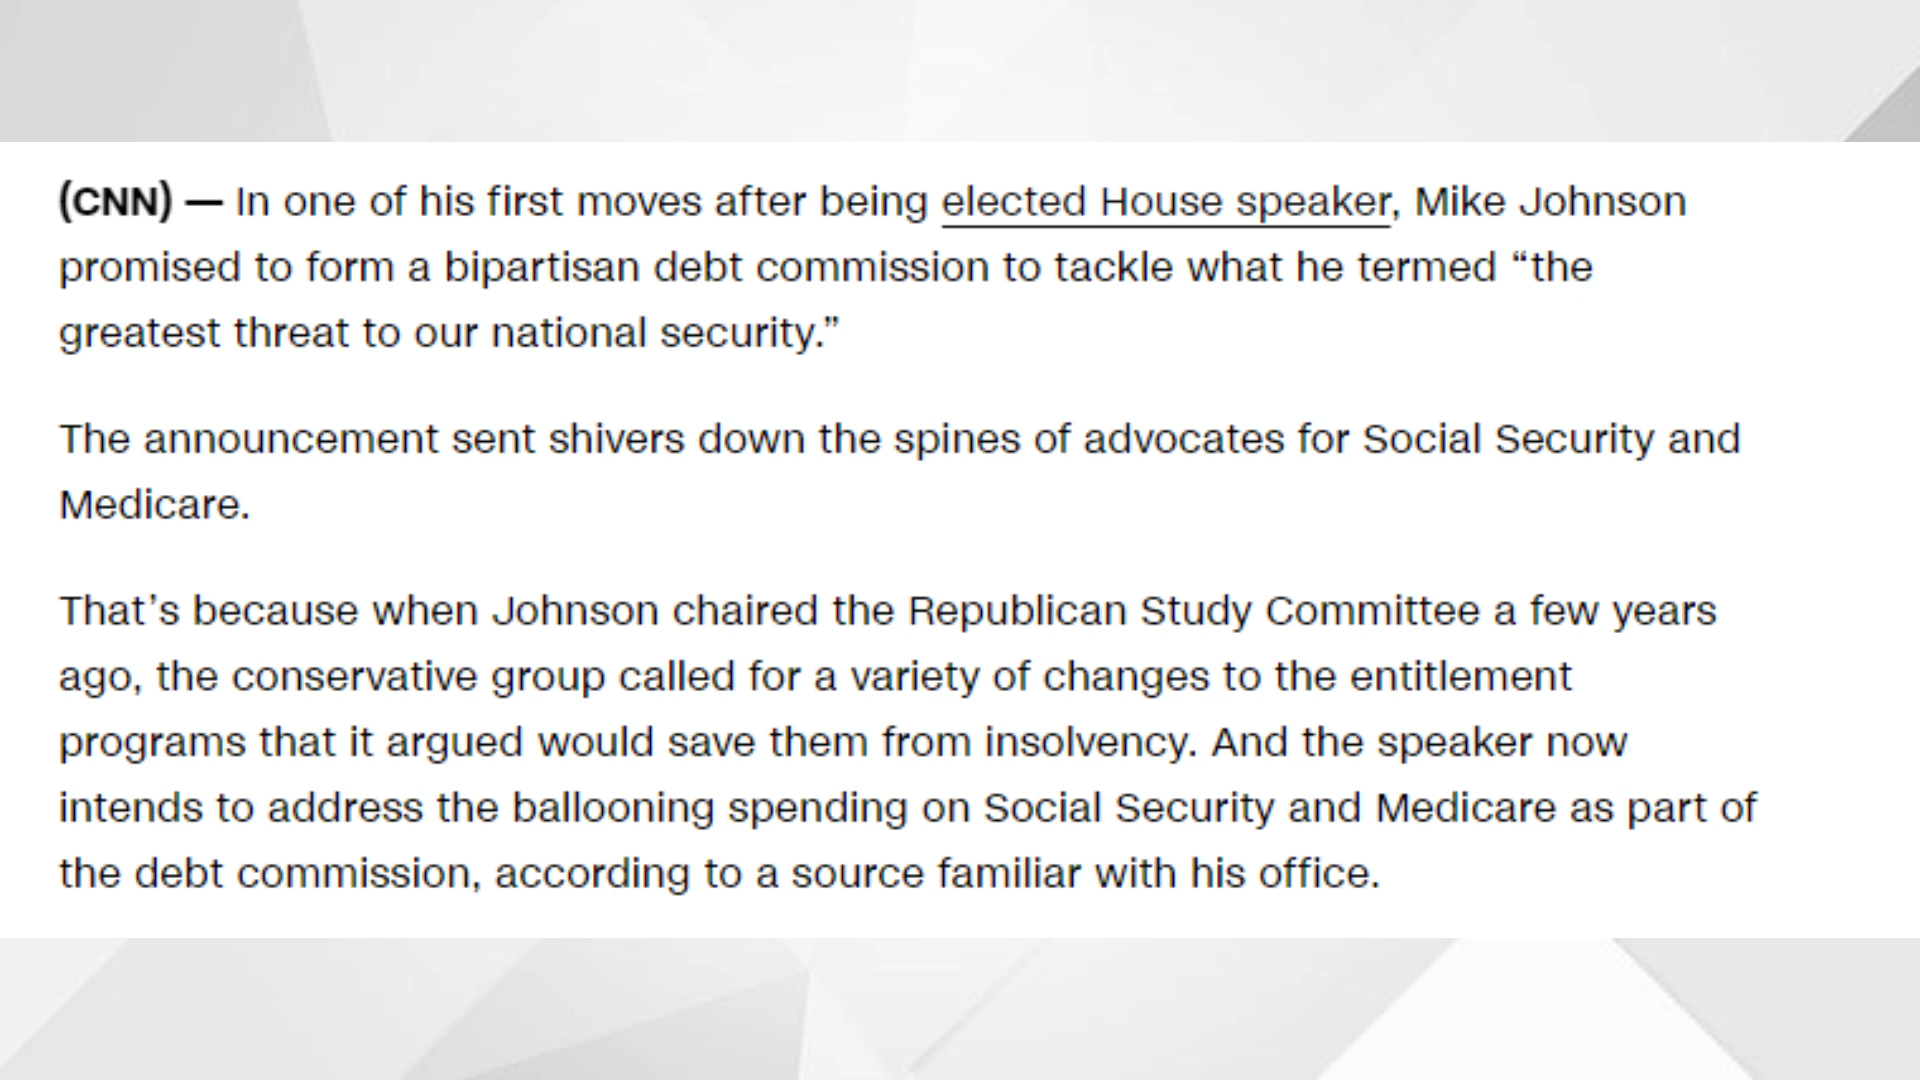 (CNN) — In one of his first moves after being elected House speaker, Mike Johnson
promised to form a bipartisan debt commission to tackle what he termed “the
greatest threat to our national security.”
The announcement sent shivers down the spines of advocates for Social Security and
Medicare.
That’s because when Johnson chaired the Republican Study Committee a few years
ago, the conservative group called for a variety of changes to the entitlement
programs that it argued would save them from insolvency. And the speaker now
intends to address the ballooning spending on Social Security and Medicare as part of
the debt commission, according to a source familiar with his office.